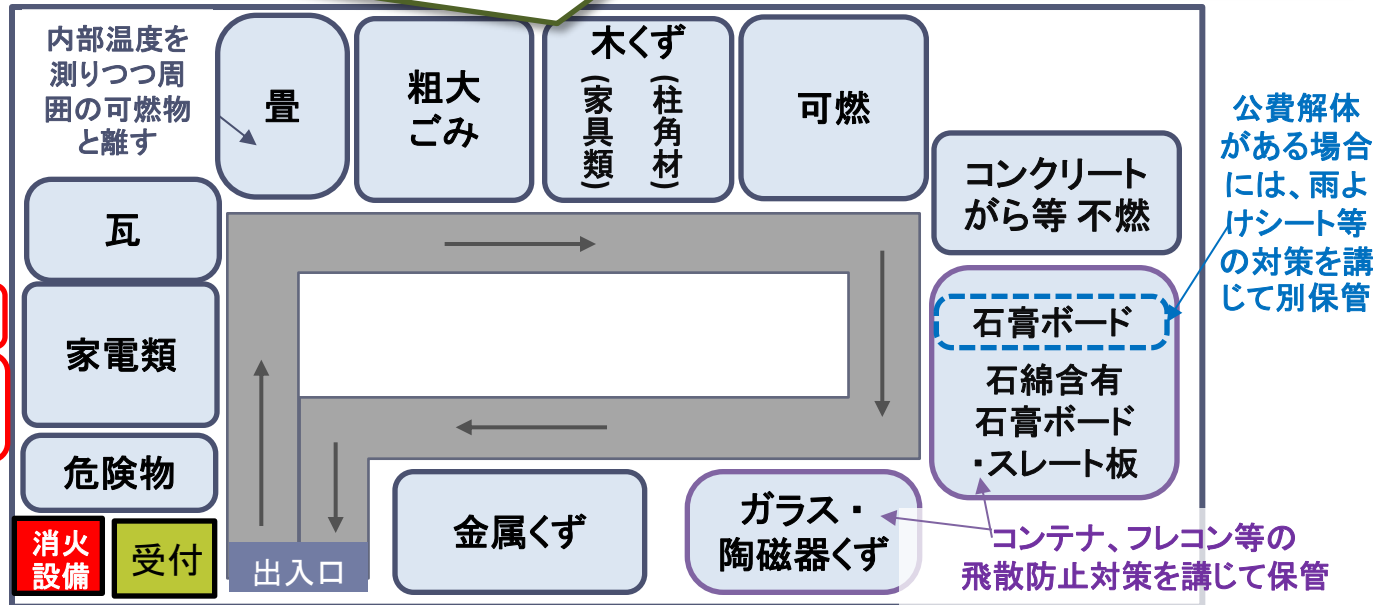 内部温度を
測りつつ周
囲の可燃物
と離す
畳
粗大
ごみ
木くず
(家具類)
(柱角材)
可燃
コンクリート
がら等 不燃
公費解体
がある場合
には、雨よ
けシート等
の対策を講
じて別保管
瓦
家電類
危険物
消火
設備
受付
出入口
金属くず
ガラス・
陶磁器くず
石膏ボード
石綿含有
石膏ボード
・スレート板
コンテナ、フレコン等の
飛散防止対策を講じて保管